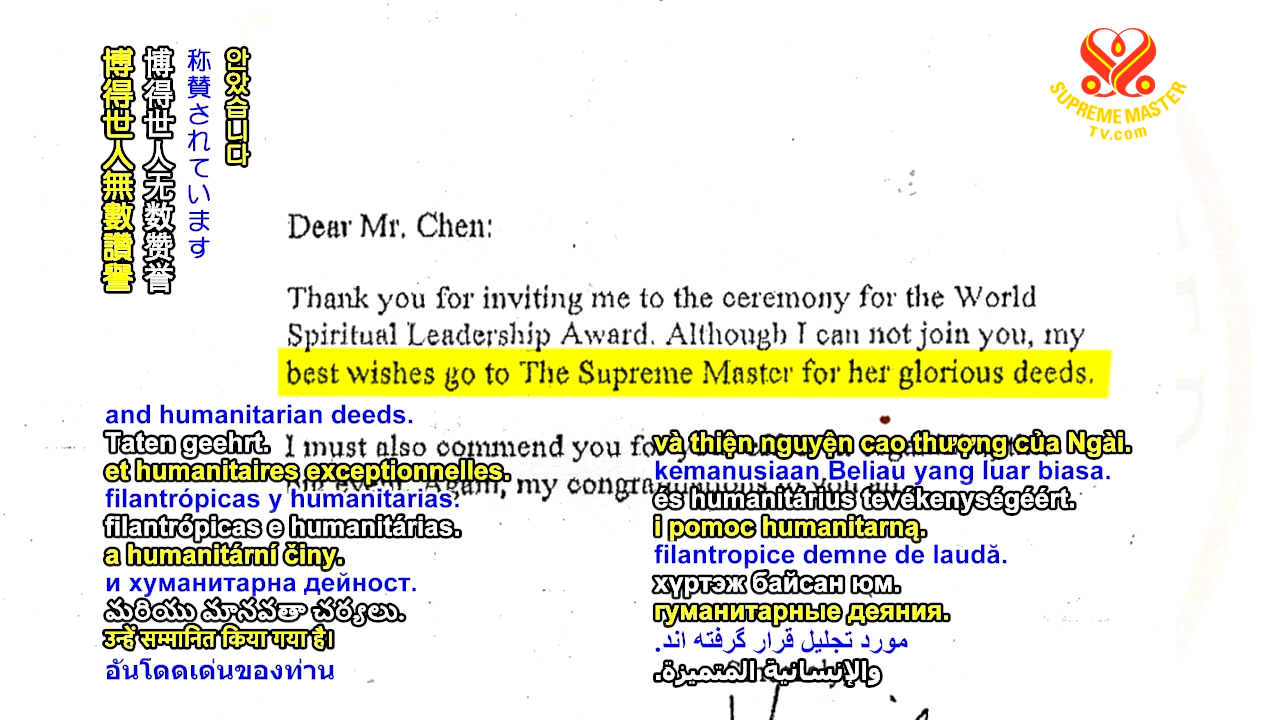 博得世人無數讚譽
博得世人无数赞誉
称賛されています
안았습니다
SUPREME MASTER
TV.com
Dear Mr. Chen:
Thank you for inviting me to the ceremony for the World
Spiritual Leadership Award. Although I can not join you, my
best wishes go to The Supreme Master for her glorious deeds.
I must also commend you for
Again, my
and humanitarian deeds.
Taten geehrt.
et humanitaires exceptionnelles.
filantrópicas y humanitarias.
filantrópicas e humanitárias.
a humanitární činy.
и хуманитарна дейност.
మరియు మానవతా చర్యలు.
उन्हें सम्मानित किया गया है।
อันโดดเด่นของท่าน
và thiện nguyện cao thượng của Ngài.
kemanusiaan Beliau yang luar biasa.
és humanitárius tevékenységéért.
i pomoc humanitarną.
filantropice demne de laudă.
хүртэж байсан юм.
гуманитарные деяния.
مورد تجلیل قرار گرفته اند.
والإنسانية المتميزة.